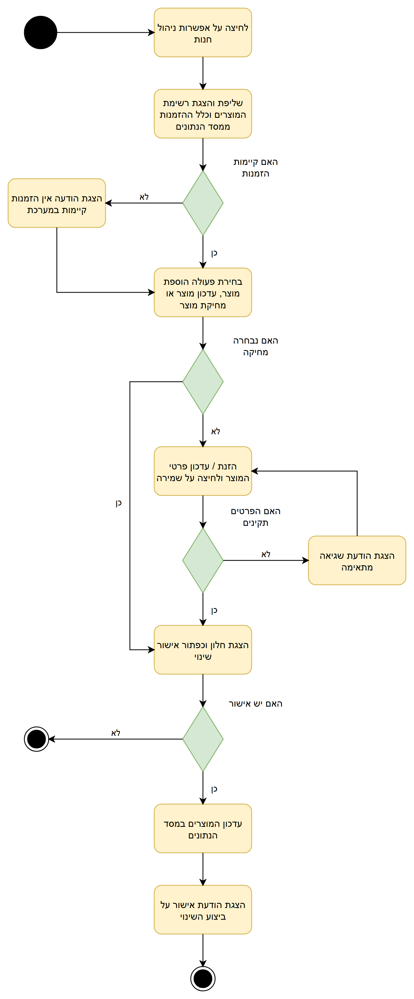 לחיצה על אפשרות ניהול
חנות
שליפת והצגת רשימת
המוצרים וכלל ההזמנות
ממסד הנתונים
האם קיימות
הזמנות
לא
הצגת הודעה אין הזמנות
קיימות במערכת
כן
בחירת פעולה הוספת
מוצר, עדכון מוצר או
מחיקת מוצר
האם נבחרה
מחיקה
לא
הזנת / עדכון פרטי
המוצר ולחיצה על שמירה
כן
האם הפרטים
תקינים
לא
הצגת הודעת שגיאה
מתאימה
כן
הצגת חלון וכפתור אישור
שינוי
האם יש אישור
לא
כן
עדכון המוצרים במסד
הנתונים
הצגת הודעת אישור על
ביצוע השינוי